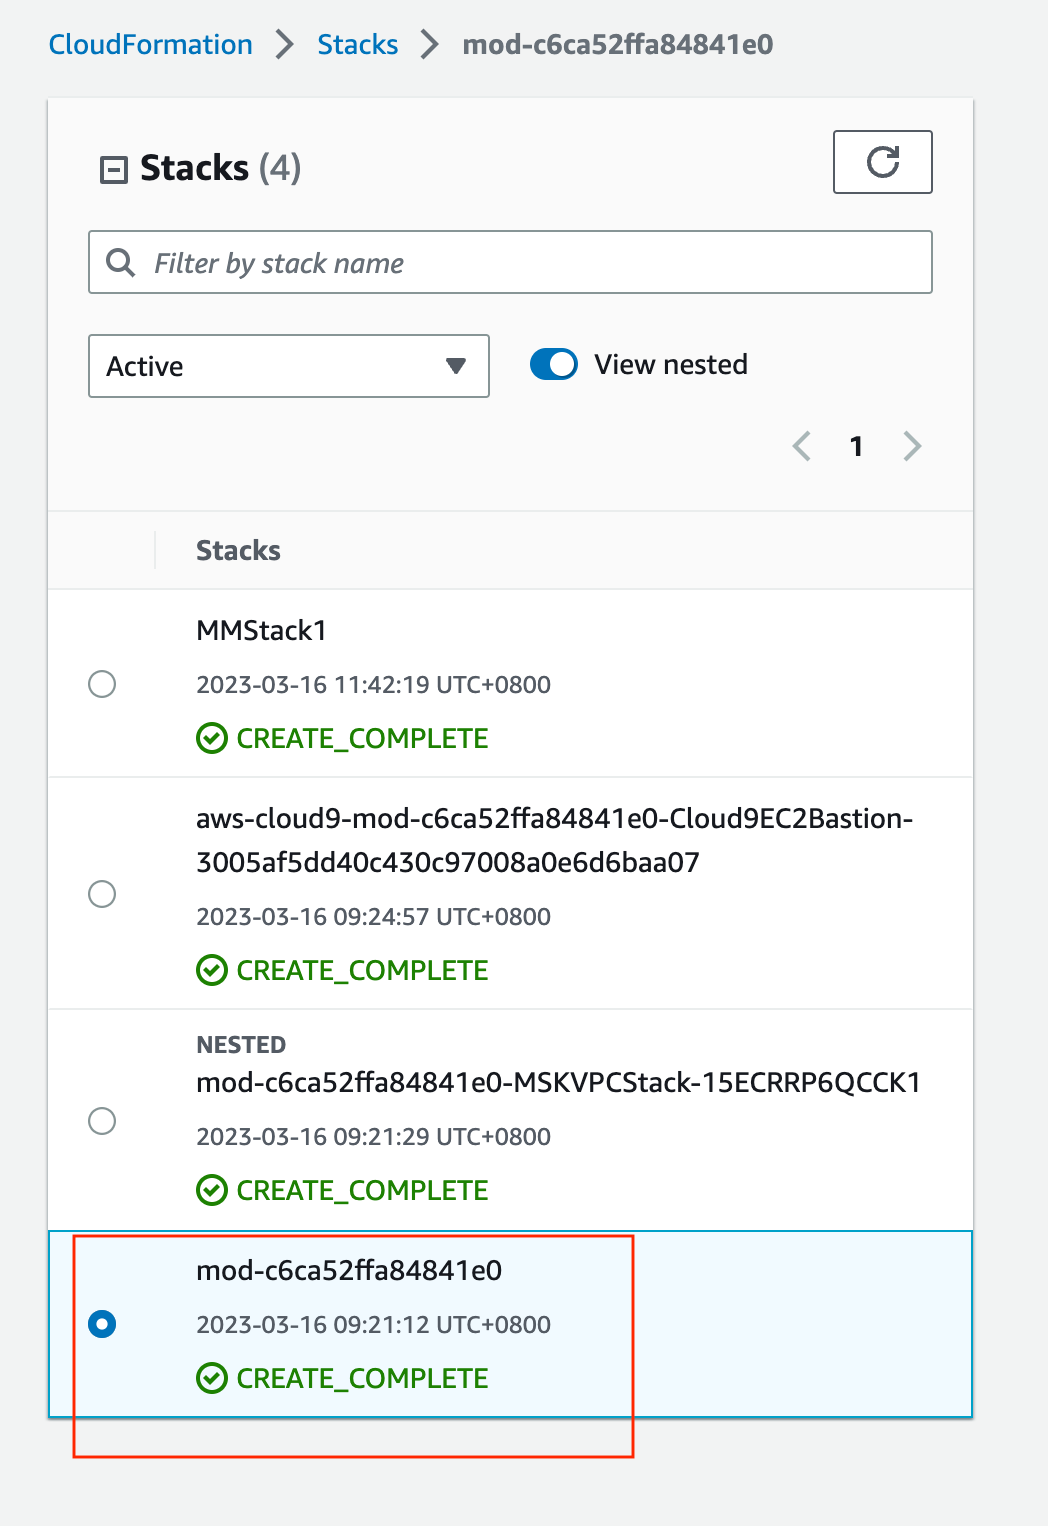 CloudFormation > Stacks > mod-c6ca52ffa84841e0
Stacks (4)
Filter by stack name
Active
View nested
1
Stacks
MMStack1
2023-03-16 11:42:19 UTC+0800
CREATE_COMPLETE
aws-cloud9-mod-c6ca52ffa84841e0-Cloud9EC2Bastion-
3005af5dd40c430c97008a0e6d6baa07
2023-03-16 09:24:57 UTC+0800
CREATE_COMPLETE
NESTED
mod-c6ca52ffa84841e0-MSKVPCStack-15ECRRP6QCCK1
2023-03-16 09:21:29 UTC+0800
CREATE_COMPLETE
mod-c6ca52ffa84841e0
2023-03-16 09:21:12 UTC+0800
CREATE_COMPLETE